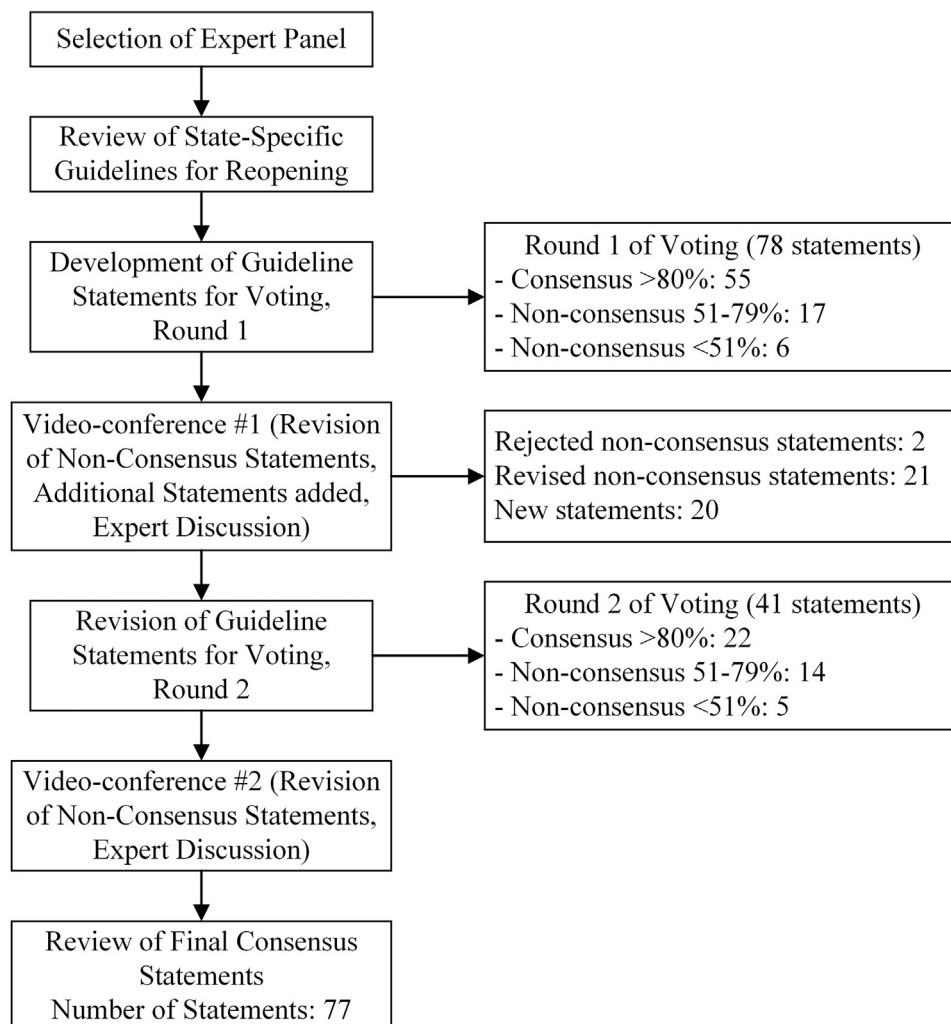 Selection of Expert Panel
Review of State-Specific
Guidelines for Reopening
Development of Guideline
Statements for Voting,
Round 1
Round 1 of Voting (78 statements)
- Consensus >80%: 55
- Non-consensus 51-79%: 17
- Non-consensus <51%: 6
Video-conference #1 (Revision
of Non-Consensus Statements,
Additional Statements added,
Expert Discussion)
Rejected non-consensus statements: 2
Revised non-consensus statements: 21
New statements: 20
Revision of Guideline
Statements for Voting,
Round 2
Round 2 of Voting (41 statements)
- Consensus >80%: 22
- Non-consensus 51-79%: 14
- Non-consensus <51%: 5
Video-conference #2 (Revision
of Non-Consensus Statements,
Expert Discussion)
Review of Final Consensus
Statements
Number of Statements: 77